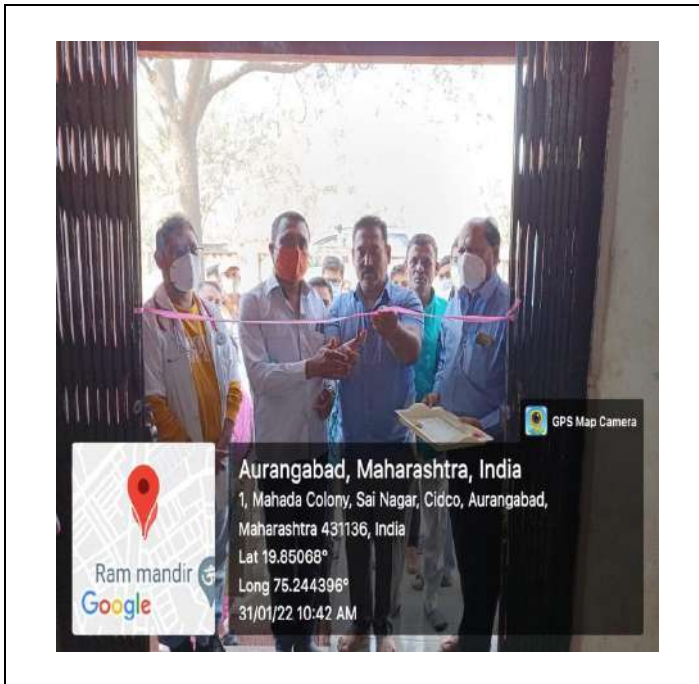 GPS Map Camera
Aurangabad, Maharashtra, India
1, Mahada Colony, Sai Nagar, Cidco, Aurangabad,
Maharashtra 431136, India
Lat 19.85068°
Long 75.244396°
31/01/22 10:42 AM
Ram mandir
Google